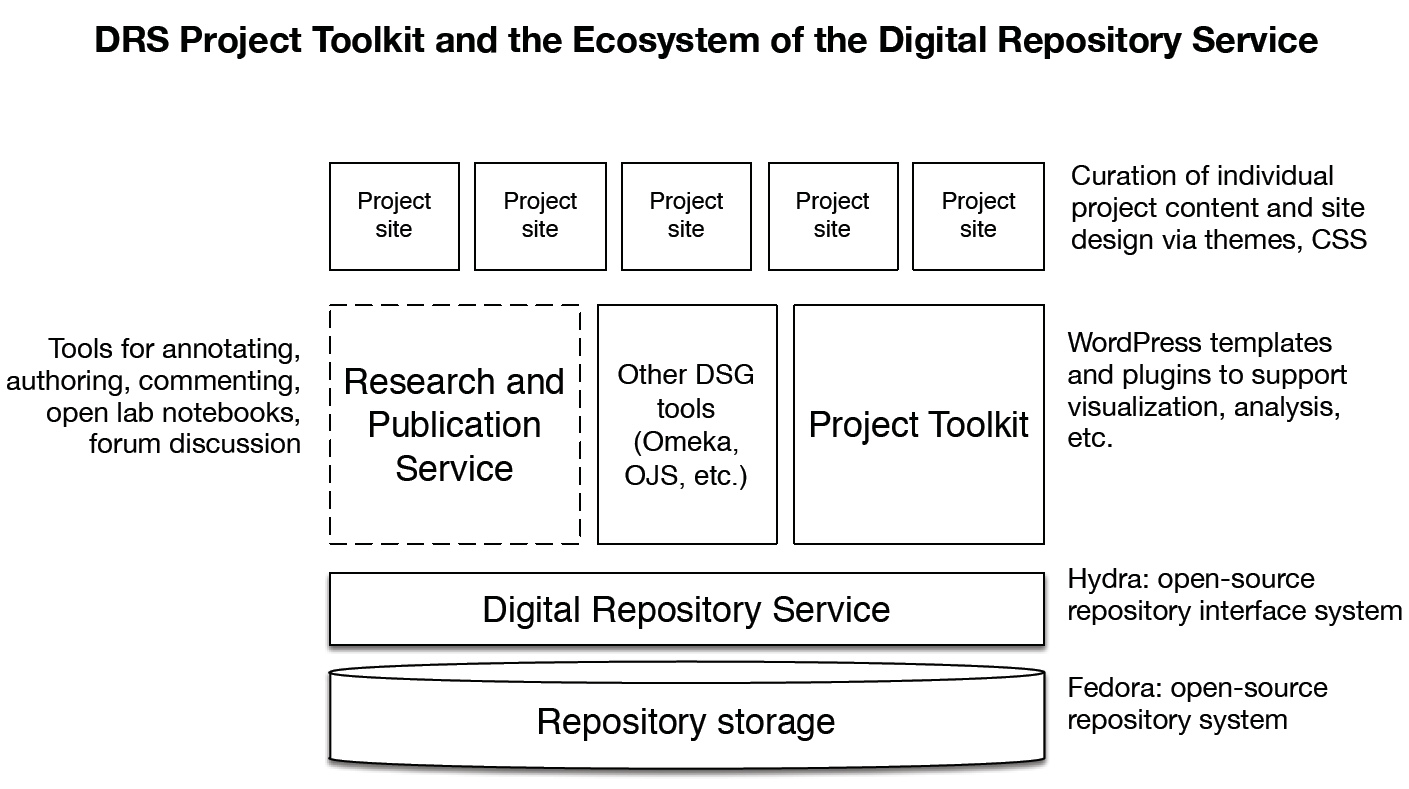 DRS Project Toolkit and the Ecosystem of the Digital Repository Service
Project
site
Project
site
Project
site
Project
site
Project
site
Curation of individual
project content and site
design via themes, CSS
Tools for annotating,
authoring, commenting,
open lab notebooks,
forum discussion
Research and
Publication
Service
Other DSG
tools
(Omeka,
OJS, etc.)
Project Toolkit
WordPress templates
and plugins to support
visualization, analysis,
etc.
Digital Repository Service
Hydra: open-source
repository interface system
Repository storage
Fedora: open-source
repository system